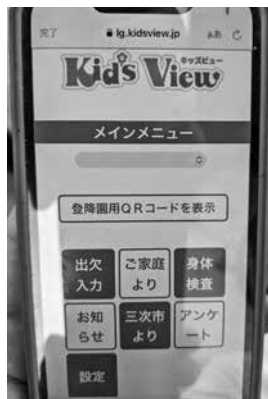 完了
lg.kidsview.jp
ああ
キッズビュー
Kid's View
メインメニュー
登降園用QRコードを表示
出欠
入力
ご家庭
より
身体
検査
お知
らせ
三次市
より
アンケ
ート
設定